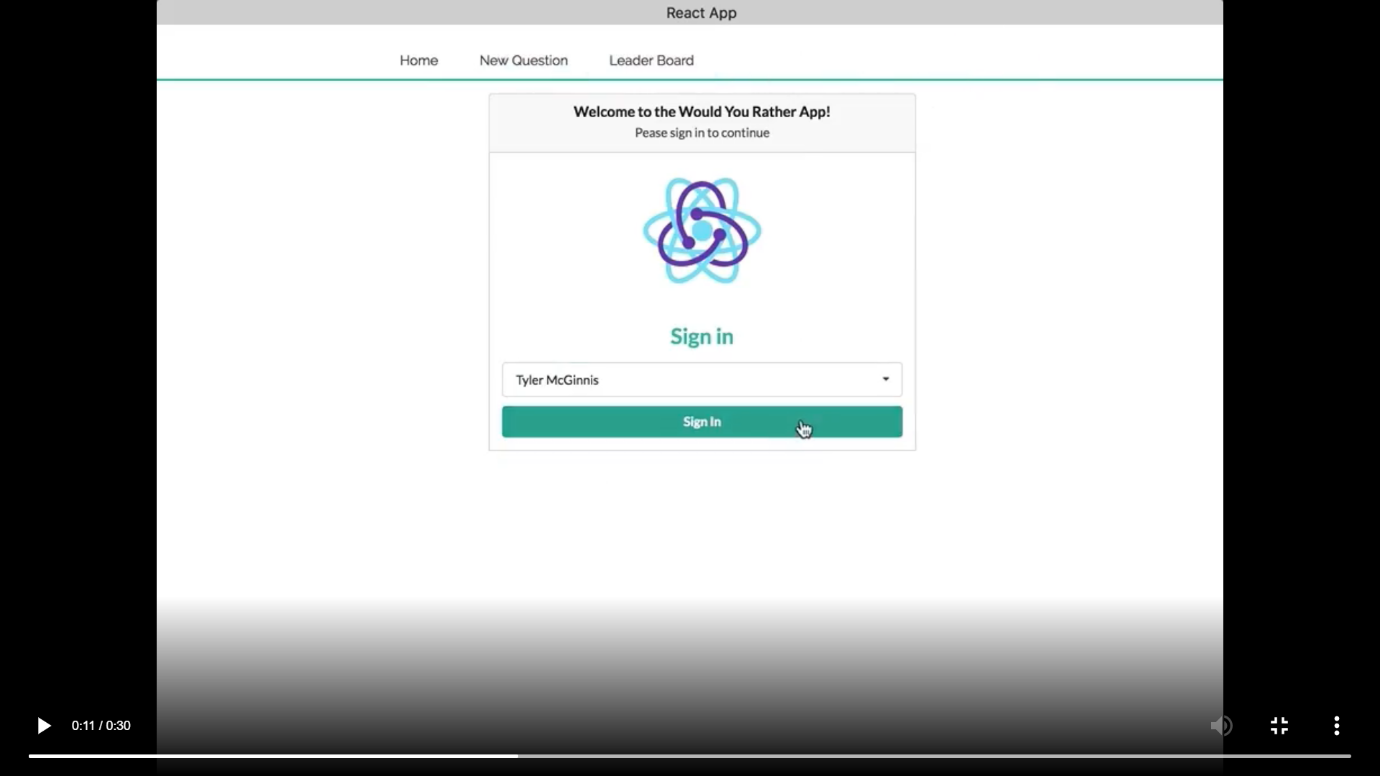 React App
Home New Question Leader Board
Welcome to the Would You Rather App!
Pease sign in to continue
Sign in
Tyler McGinnis
Sign In
0:11 / 0:30